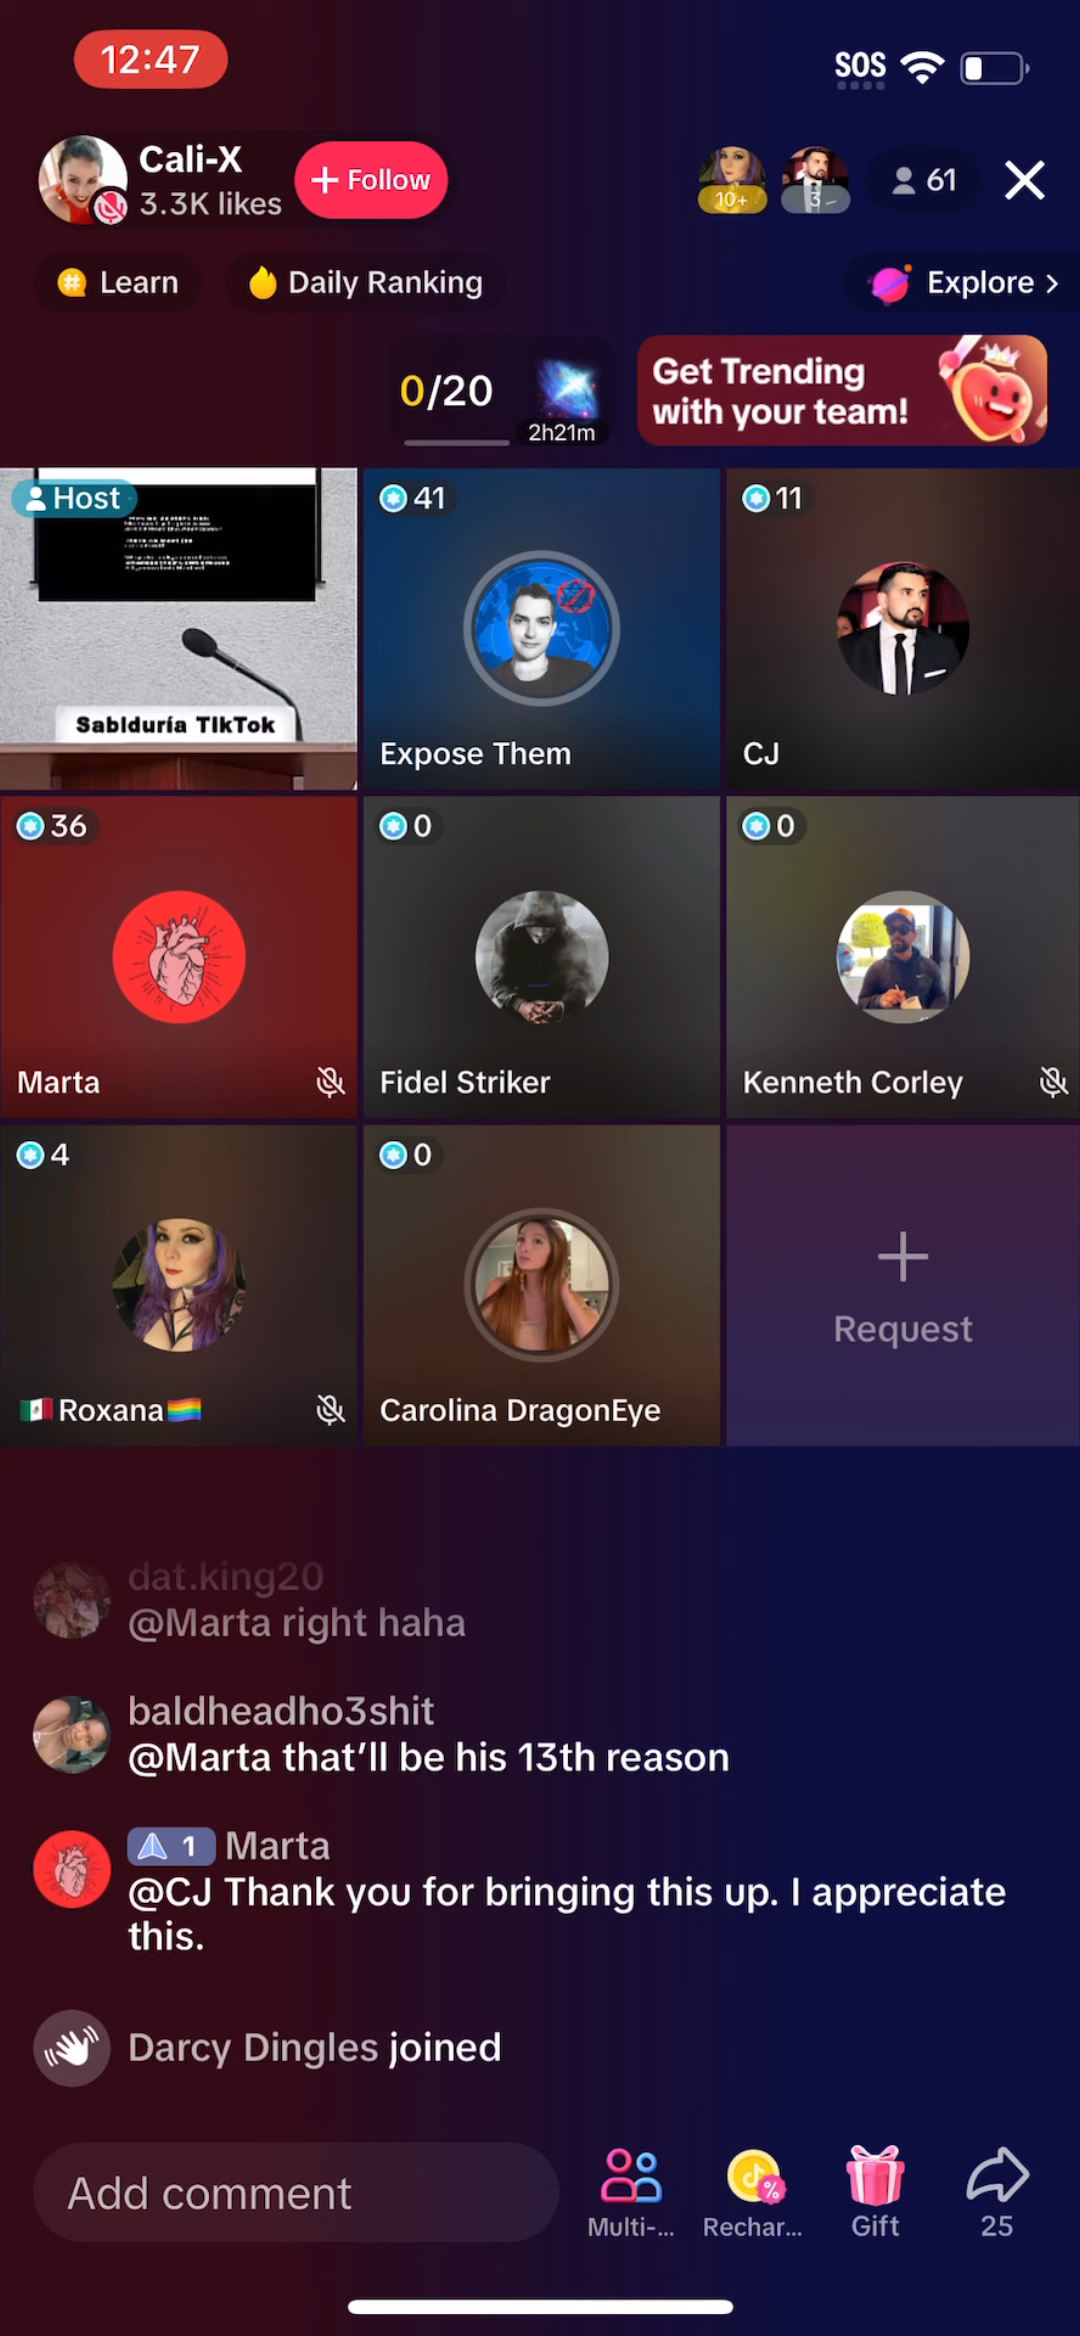 12:47
SOS
Cali-X
3.3K likes
+ Follow
10+
3
61
Learn
Daily Ranking
Explore >
0/20
2h21m
Get Trending
with your team!
Host
Sabiduría TikTok
41
Expose Them
11
CJ
36
Marta
0
Fidel Striker
0
Kenneth Corley
4
🇲🇽Roxana🏳️‍🌈
0
Carolina DragonEye
Request
dat.king20
@Marta right haha
baldheadho3shit
@Marta that’ll be his 13th reason
1 Marta
@CJ Thank you for bringing this up. I appreciate
this.
Darcy Dingles joined
Add comment
Multi-...
Rechar...
Gift
25